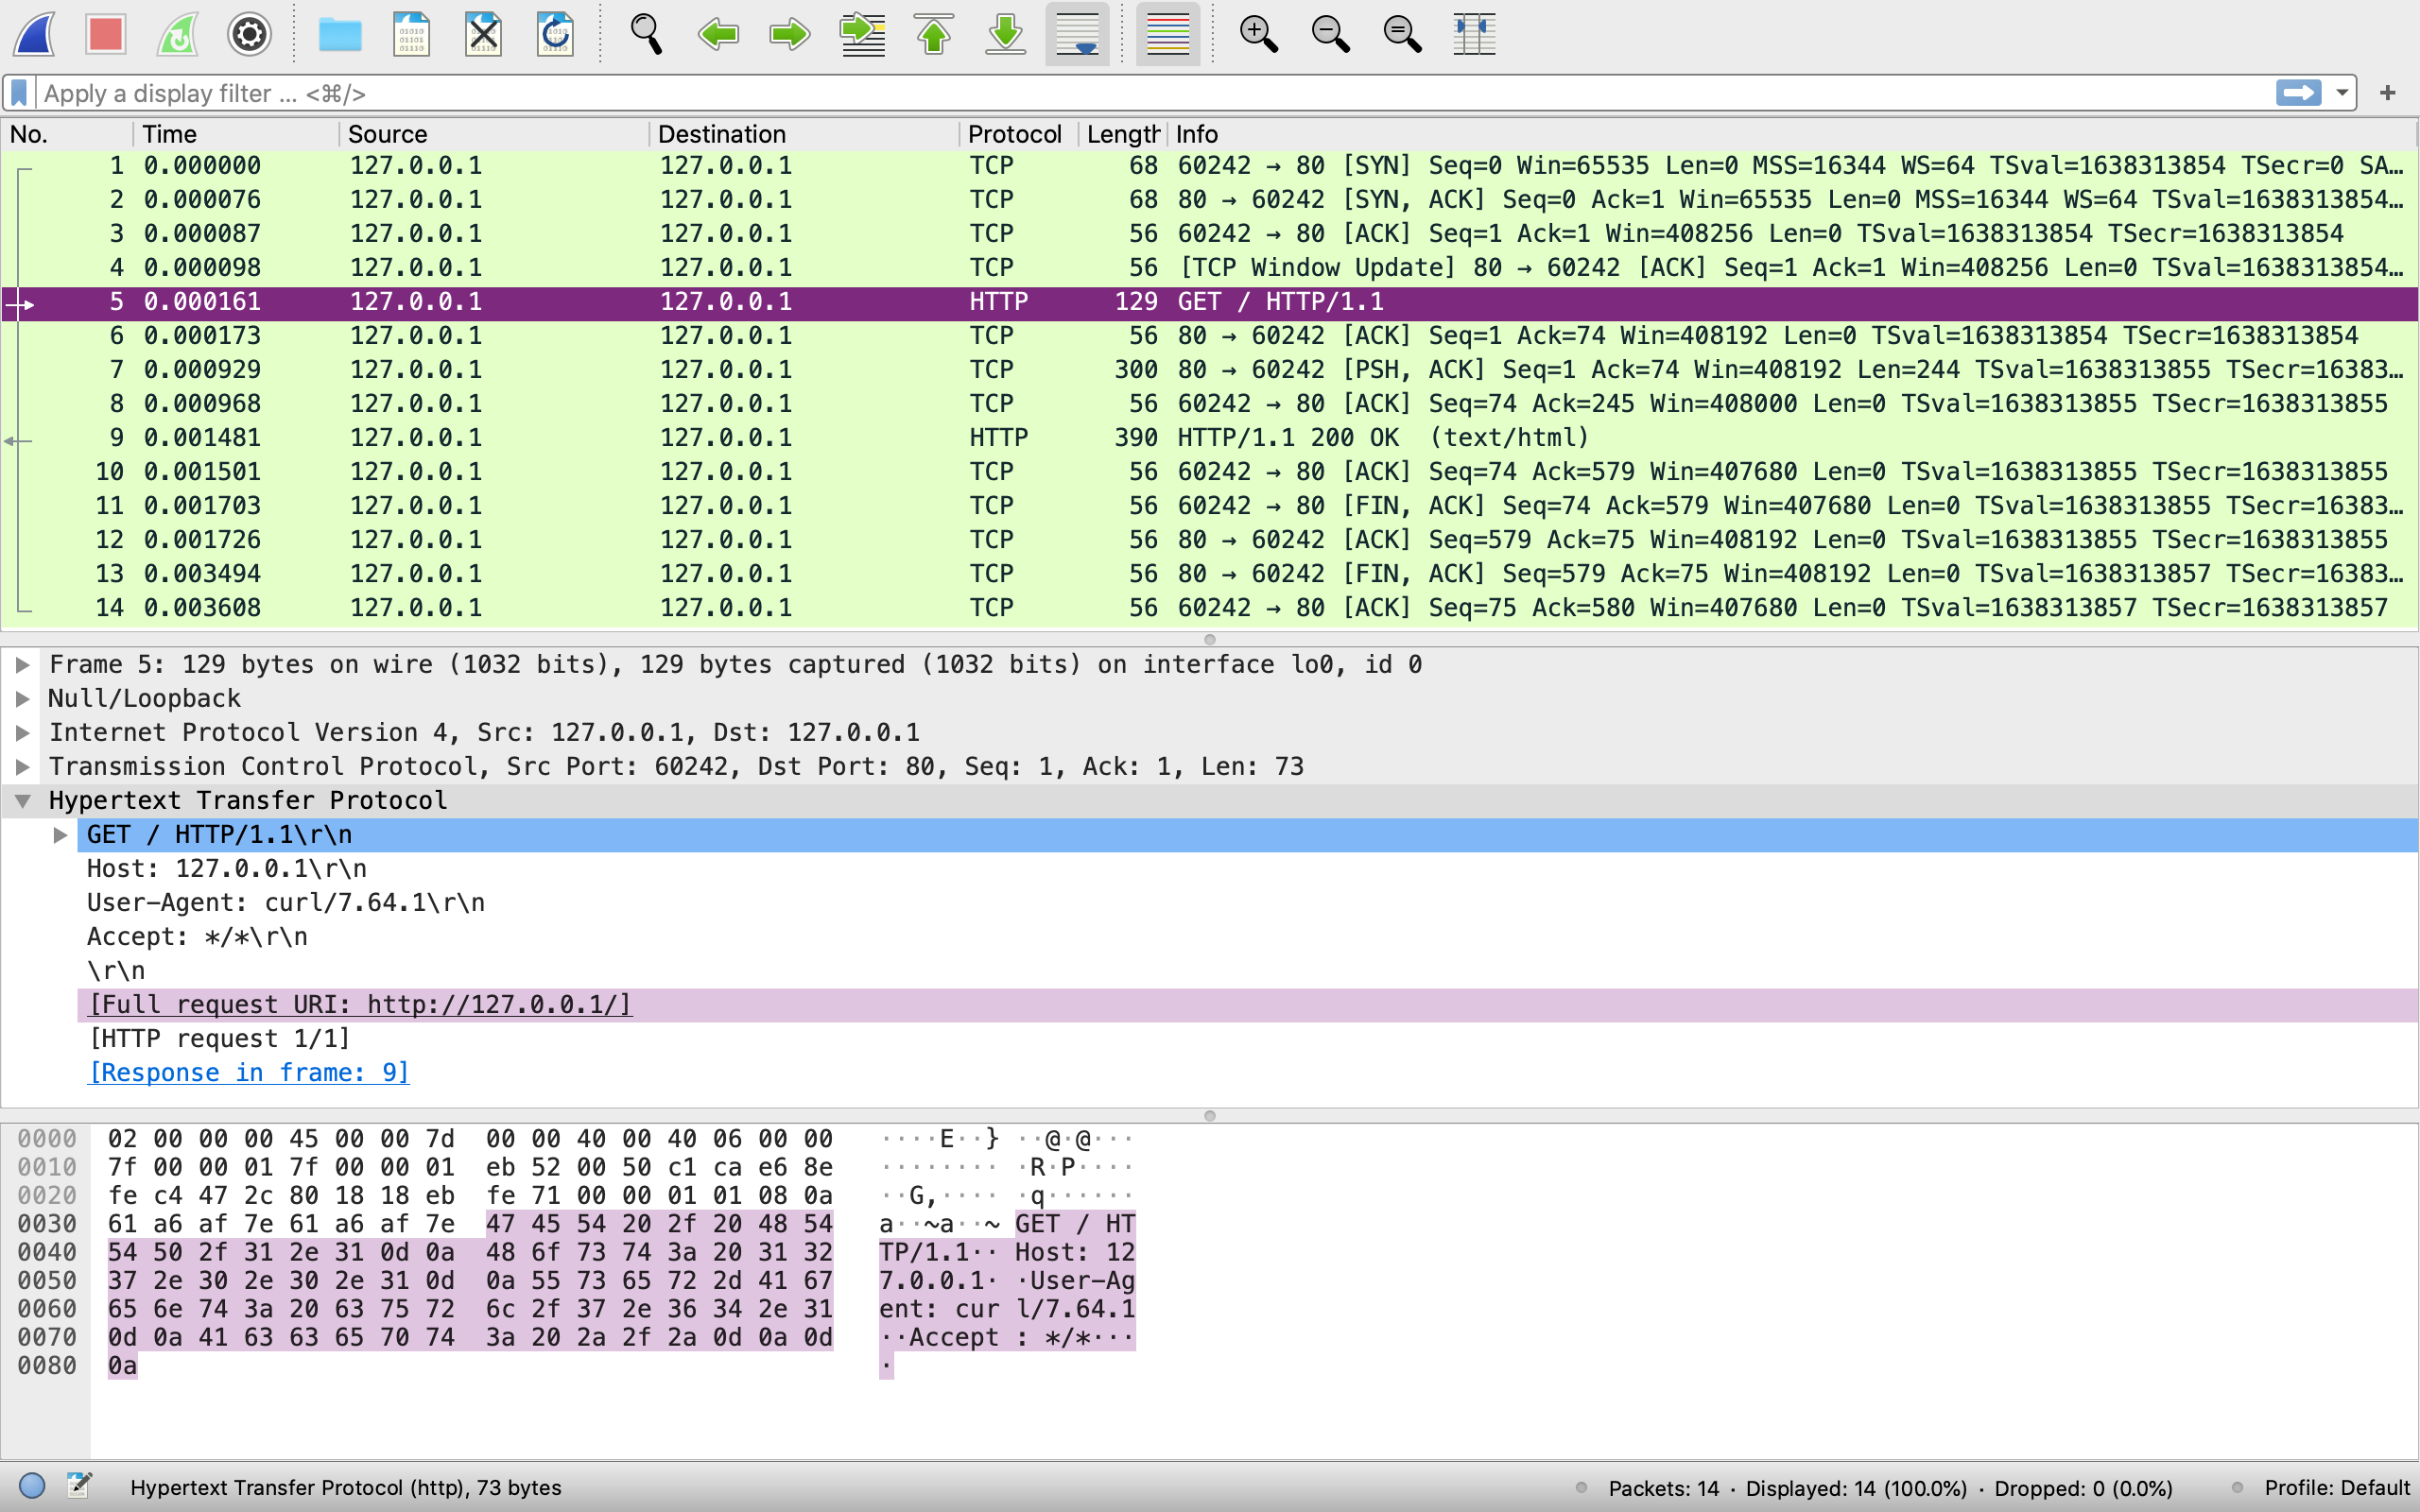 Apply a display filter ... <⌘/>
No. Time Source Destination Protocol Length Info
1 0.000000 127.0.0.1 127.0.0.1 TCP 68 60242 → 80 [SYN] Seq=0 Win=65535 Len=0 MSS=16344 WS=64 TSval=1638313854 TSecr=0 SA…
2 0.000076 127.0.0.1 127.0.0.1 TCP 68 80 → 60242 [SYN, ACK] Seq=0 Ack=1 Win=65535 Len=0 MSS=16344 WS=64 TSval=1638313854…
3 0.000087 127.0.0.1 127.0.0.1 TCP 56 60242 → 80 [ACK] Seq=1 Ack=1 Win=408256 Len=0 TSval=1638313854 TSecr=1638313854
4 0.000098 127.0.0.1 127.0.0.1 TCP 56 [TCP Window Update] 80 → 60242 [ACK] Seq=1 Ack=1 Win=408256 Len=0 TSval=1638313854…
5 0.000161 127.0.0.1 127.0.0.1 HTTP 129 GET / HTTP/1.1
6 0.000173 127.0.0.1 127.0.0.1 TCP 56 80 → 60242 [ACK] Seq=1 Ack=74 Win=408192 Len=0 TSval=1638313854 TSecr=1638313854
7 0.000929 127.0.0.1 127.0.0.1 TCP 300 80 → 60242 [PSH, ACK] Seq=1 Ack=74 Win=408192 Len=244 TSval=1638313855 TSecr=16383…
8 0.000968 127.0.0.1 127.0.0.1 TCP 56 60242 → 80 [ACK] Seq=74 Ack=245 Win=408000 Len=0 TSval=1638313855 TSecr=1638313855
9 0.001481 127.0.0.1 127.0.0.1 HTTP 390 HTTP/1.1 200 OK  (text/html)
10 0.001501 127.0.0.1 127.0.0.1 TCP 56 60242 → 80 [ACK] Seq=74 Ack=579 Win=407680 Len=0 TSval=1638313855 TSecr=1638313855
11 0.001703 127.0.0.1 127.0.0.1 TCP 56 60242 → 80 [FIN, ACK] Seq=74 Ack=579 Win=407680 Len=0 TSval=1638313855 TSecr=16383…
12 0.001726 127.0.0.1 127.0.0.1 TCP 56 80 → 60242 [ACK] Seq=579 Ack=75 Win=408192 Len=0 TSval=1638313855 TSecr=1638313855
13 0.003494 127.0.0.1 127.0.0.1 TCP 56 80 → 60242 [FIN, ACK] Seq=579 Ack=75 Win=408192 Len=0 TSval=1638313857 TSecr=16383…
14 0.003608 127.0.0.1 127.0.0.1 TCP 56 60242 → 80 [ACK] Seq=75 Ack=580 Win=407680 Len=0 TSval=1638313857 TSecr=1638313857
Frame 5: 129 bytes on wire (1032 bits), 129 bytes captured (1032 bits) on interface lo0, id 0
Null/Loopback
Internet Protocol Version 4, Src: 127.0.0.1, Dst: 127.0.0.1
Transmission Control Protocol, Src Port: 60242, Dst Port: 80, Seq: 1, Ack: 1, Len: 73
Hypertext Transfer Protocol
GET / HTTP/1.1\r\n
Host: 127.0.0.1\r\n
User-Agent: curl/7.64.1\r\n
Accept: */*\r\n
\r\n
[Full request URI: http://127.0.0.1/]
[HTTP request 1/1]
[Response in frame: 9]
0000 02 00 00 00 45 00 00 7d 00 00 40 00 40 06 00 00 ····E··} ··@·@···
0010 7f 00 00 01 7f 00 00 01 eb 52 00 50 c1 ca e6 8e ········ ·R·P····
0020 fe c4 47 2c 80 18 18 eb fe 71 00 00 01 01 08 0a ··G,···· ·q······
0030 61 a6 af 7e 61 a6 af 7e 47 45 54 20 2f 20 48 54 a··~a··~ GET / HT
0040 54 50 2f 31 2e 31 0d 0a 48 6f 73 74 3a 20 31 32 TP/1.1·· Host: 12
0050 37 2e 30 2e 30 2e 31 0d 0a 55 73 65 72 2d 41 67 7.0.0.1· ·User-Ag
0060 65 6e 74 3a 20 63 75 72 6c 2f 37 2e 36 34 2e 31 ent: cur l/7.64.1
0070 0d 0a 41 63 63 65 70 74 3a 20 2a 2f 2a 0d 0a 0d ··Accept : */*···
0080 0a ·
Hypertext Transfer Protocol (http), 73 bytes
Packets: 14 · Displayed: 14 (100.0%) · Dropped: 0 (0.0%)
Profile: Default